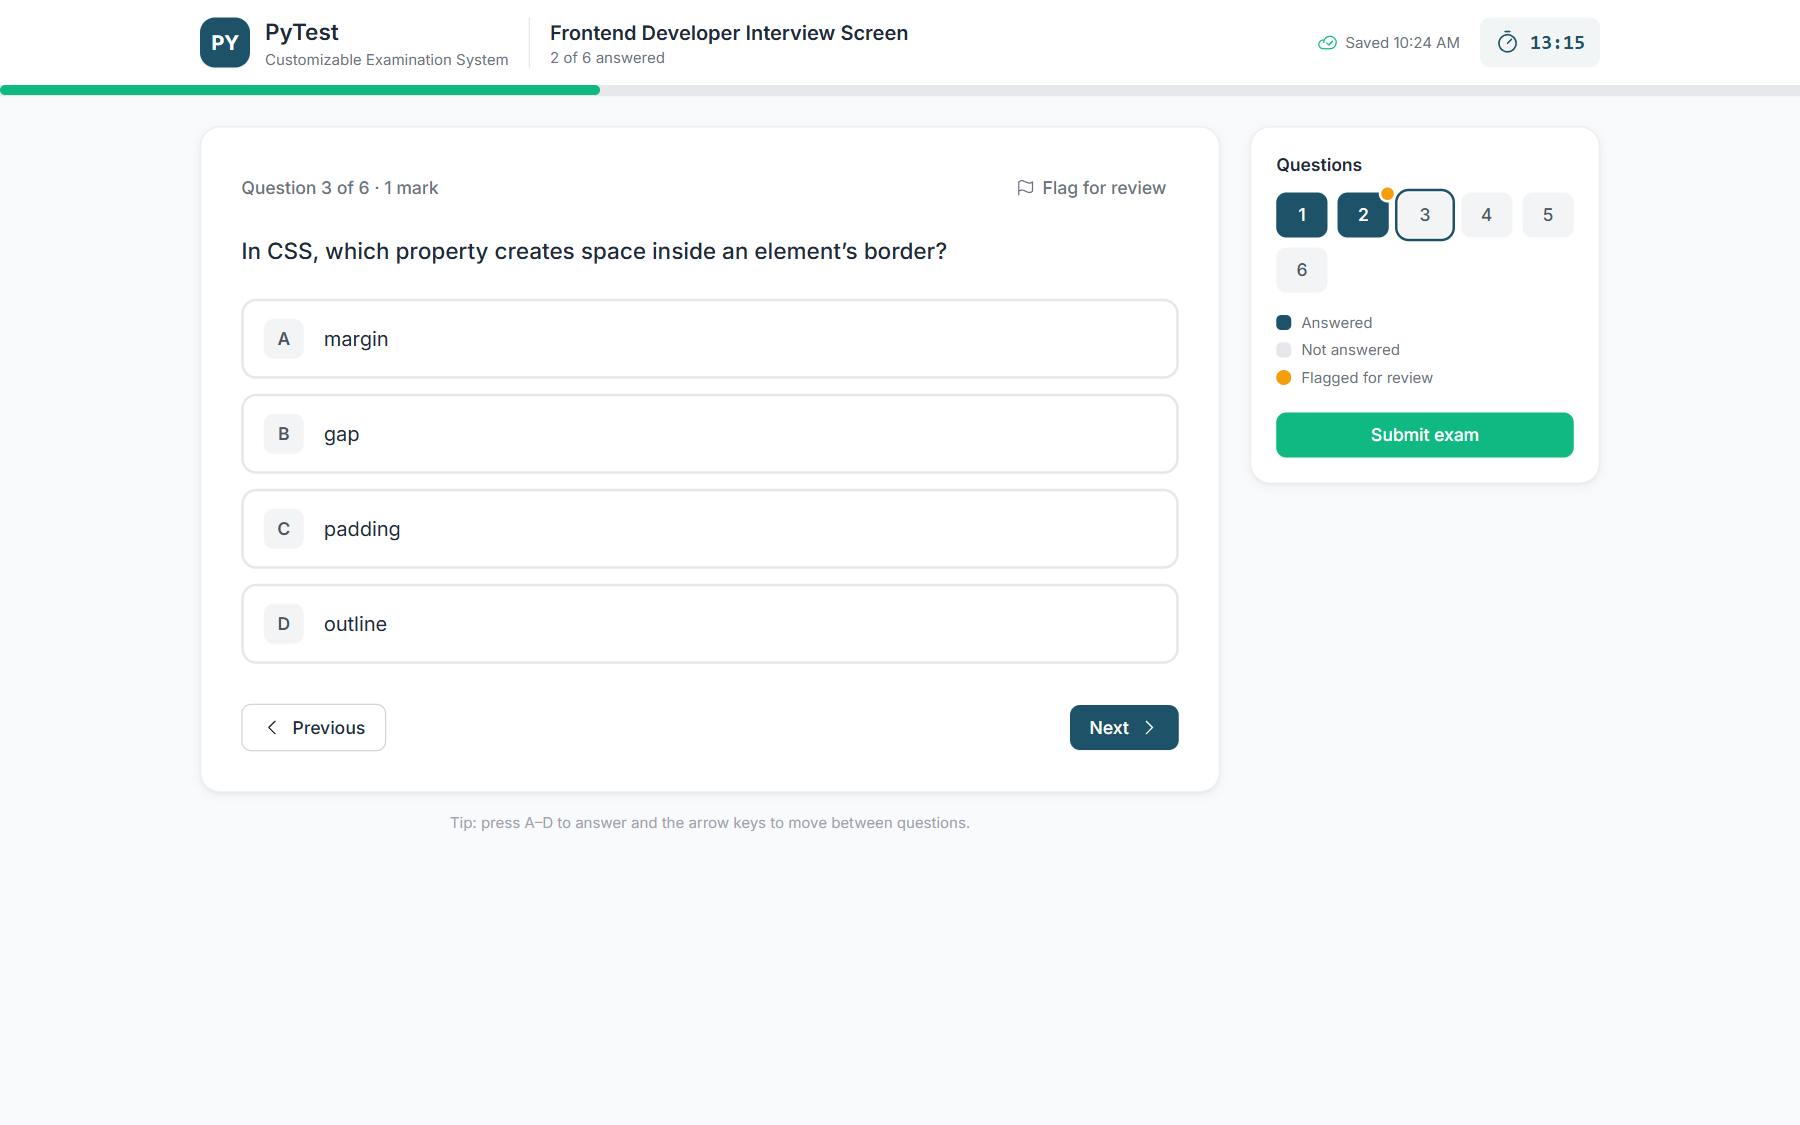 PY
PyTest
Customizable Examination System
Frontend Developer Interview Screen
2 of 6 answered
Saved 10:24 AM
13:15
Question 3 of 6 · 1 mark
Flag for review
In CSS, which property creates space inside an element’s border?
A margin
B gap
C padding
D outline
Previous
Next
Tip: press A–D to answer and the arrow keys to move between questions.
Questions
1 2 3 4 5
6
Answered
Not answered
Flagged for review
Submit exam